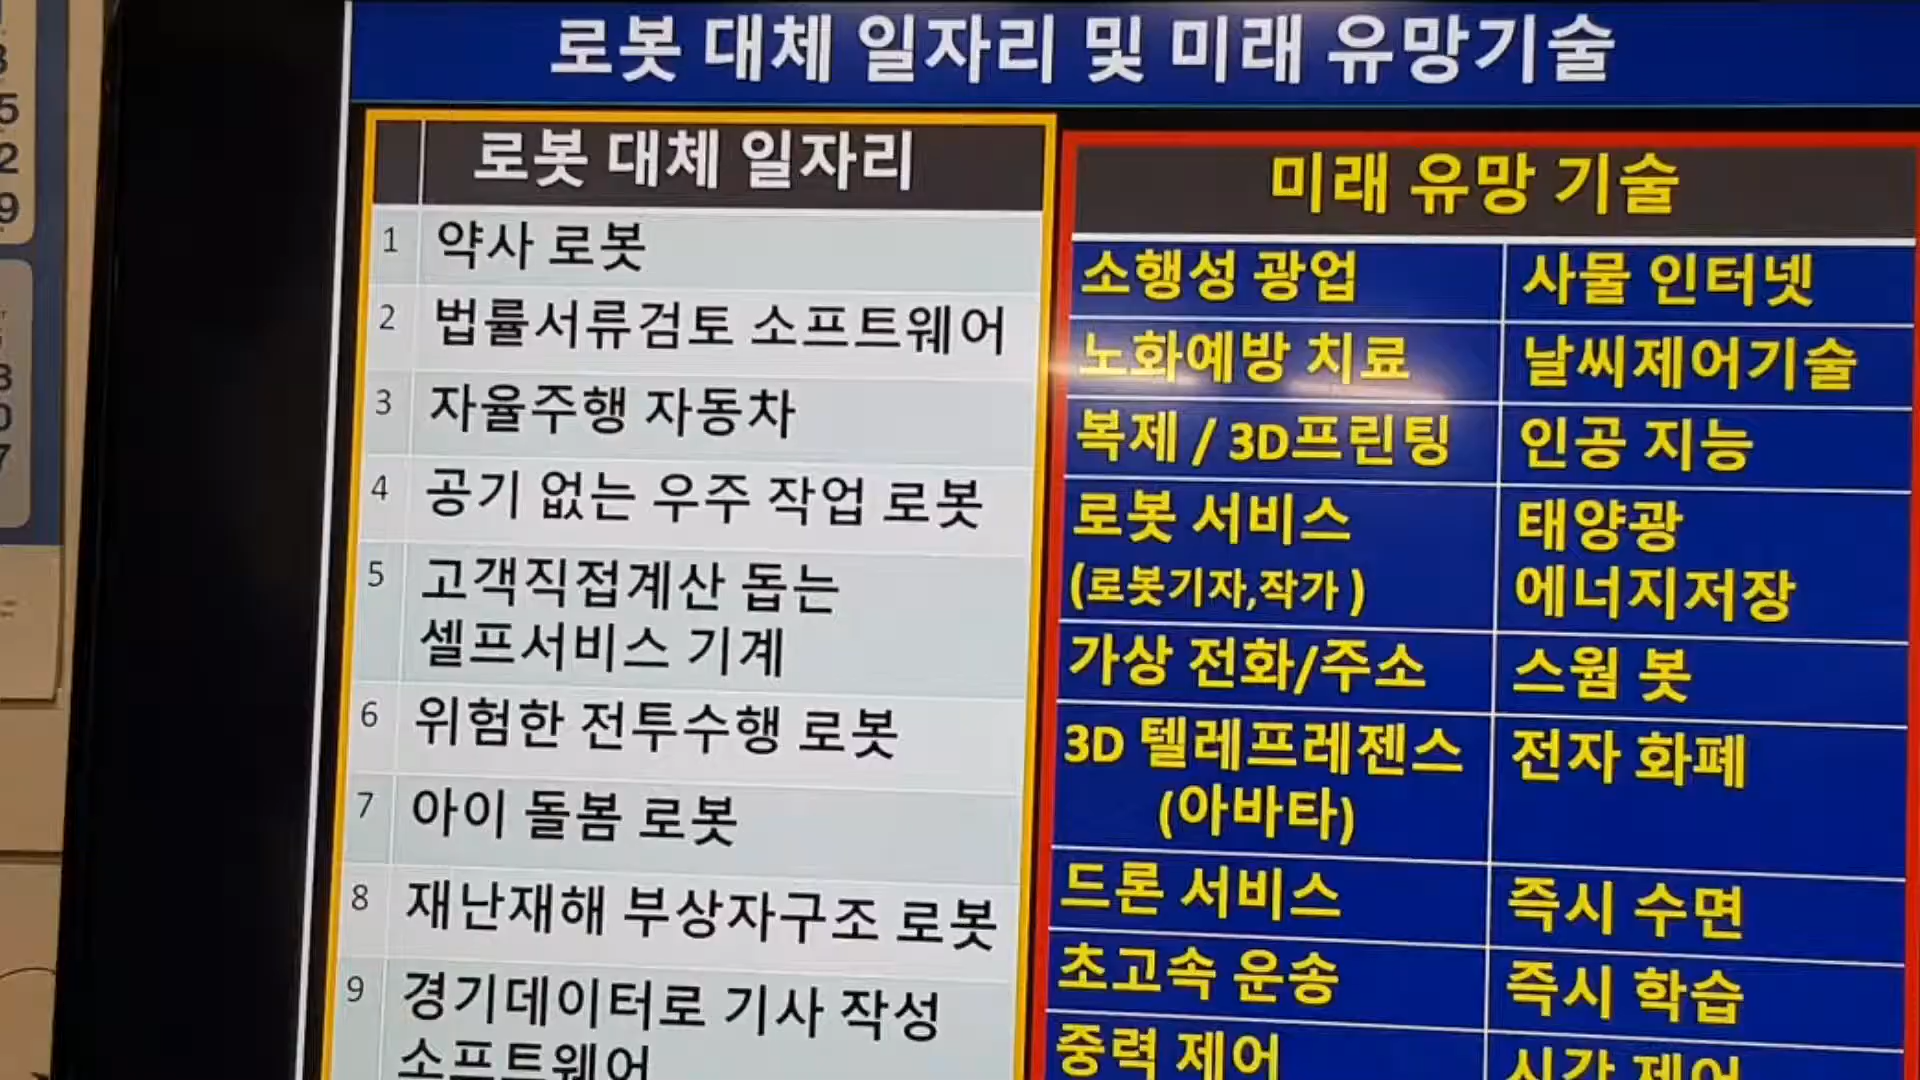 로봇 대체 일자리 및 미래 유망기술
로봇 대체 일자리
1 약사 로봇
2 법률서류검토 소프트웨어
3 자율주행 자동차
4 공기 없는 우주 작업 로봇
5 고객직접계산 돕는
셀프서비스 기계
6 위험한 전투수행 로봇
7 아이 돌봄 로봇
8 재난재해 부상자구조 로봇
9 경기데이터로 기사 작성
소프트웨어
미래 유망 기술
소행성 광업 사물 인터넷
노화예방 치료 날씨제어기술
복제 / 3D프린팅 인공 지능
로봇 서비스 태양광
(로봇기자,작가 ) 에너지저장
가상 전화/주소 스웜 봇
3D 텔레프레젠스 전자 화폐
(아바타)
드론 서비스 즉시 수면
초고속 운송 즉시 학습
중력 제어 시간 제어